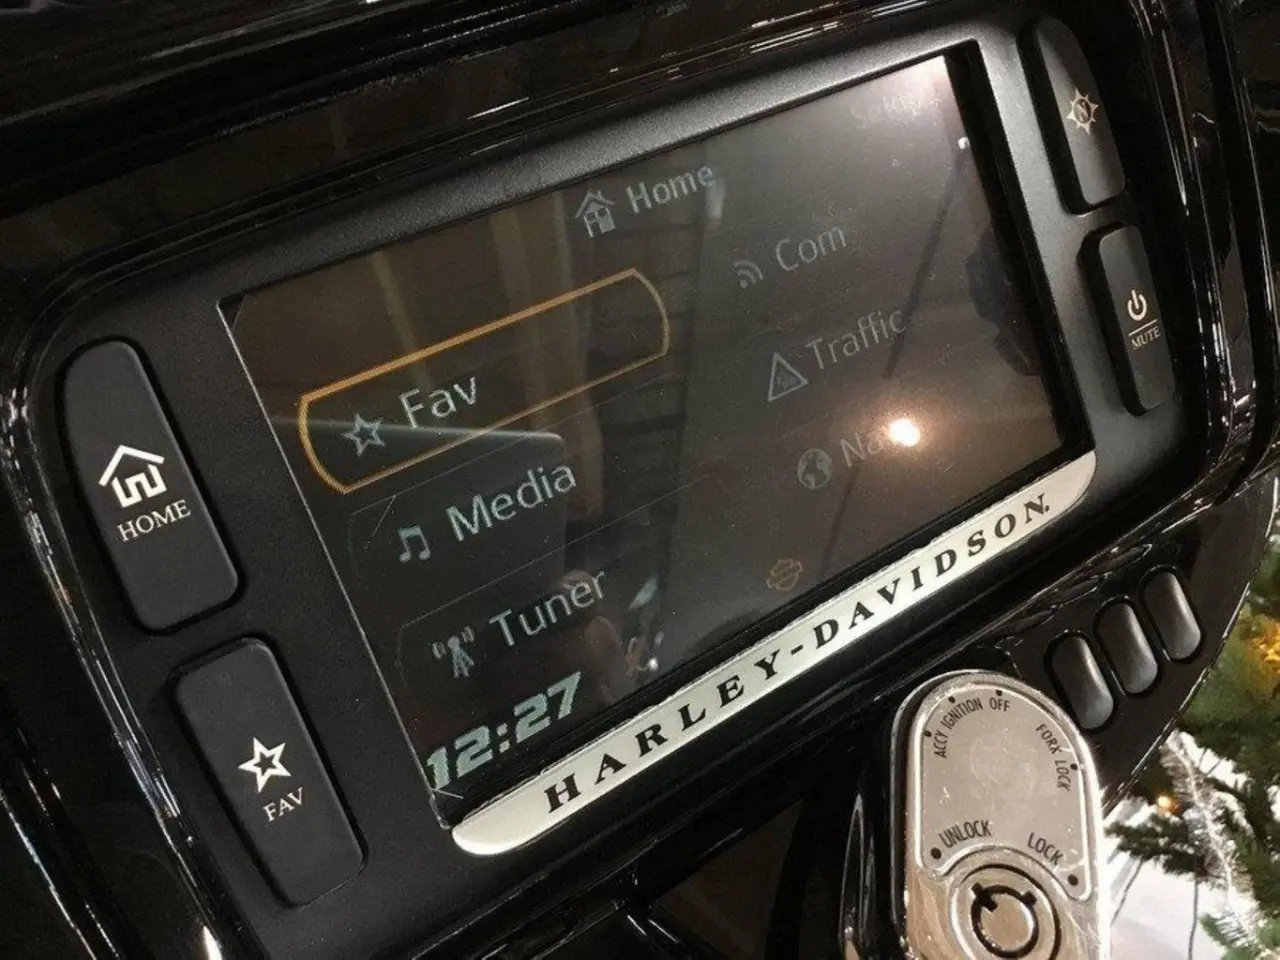 Setup
Home
Com
Fav
Traffic
Media
Tuner
12:27
HOME
FAV
N
MUTE
HARLEY-DAVIDSON
ACCY IGNITION OFF
FORK LOCK
UNLOCK
LOCK